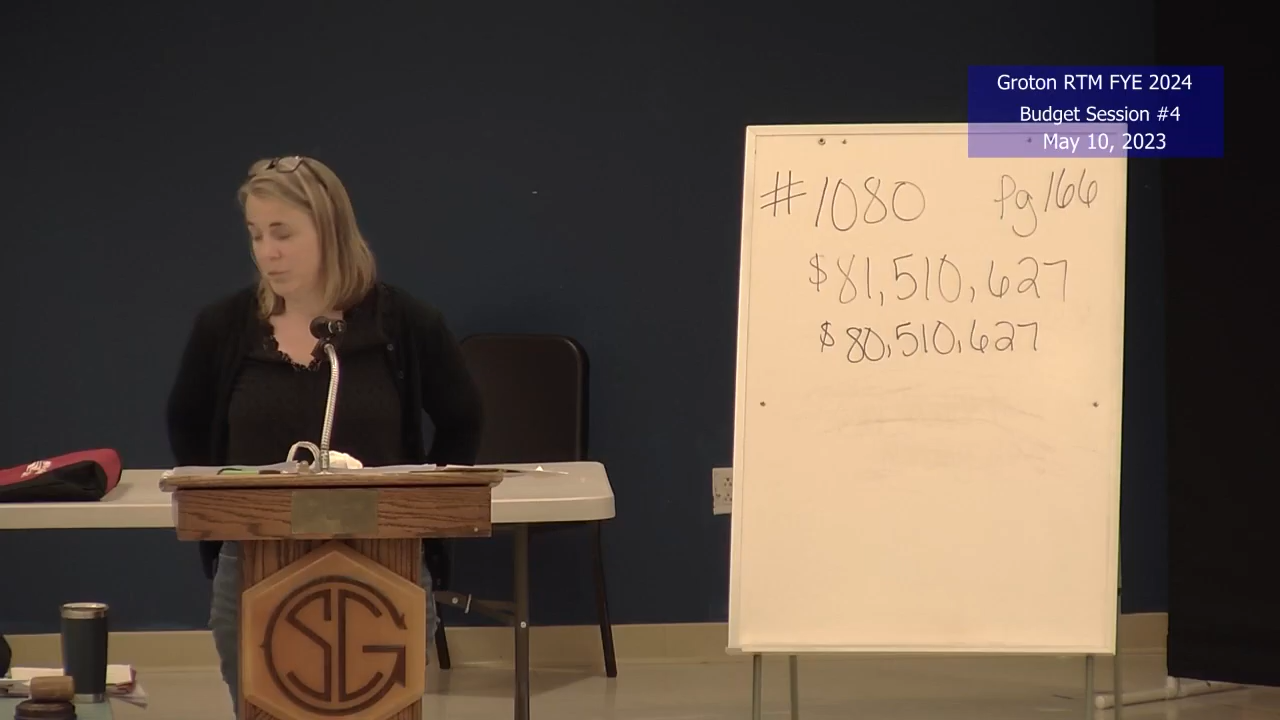 Groton RTM FYE 2024
Budget Session #4
May 10, 2023
#1080 Pg 166
$81,510,627
$80,510,627
SG